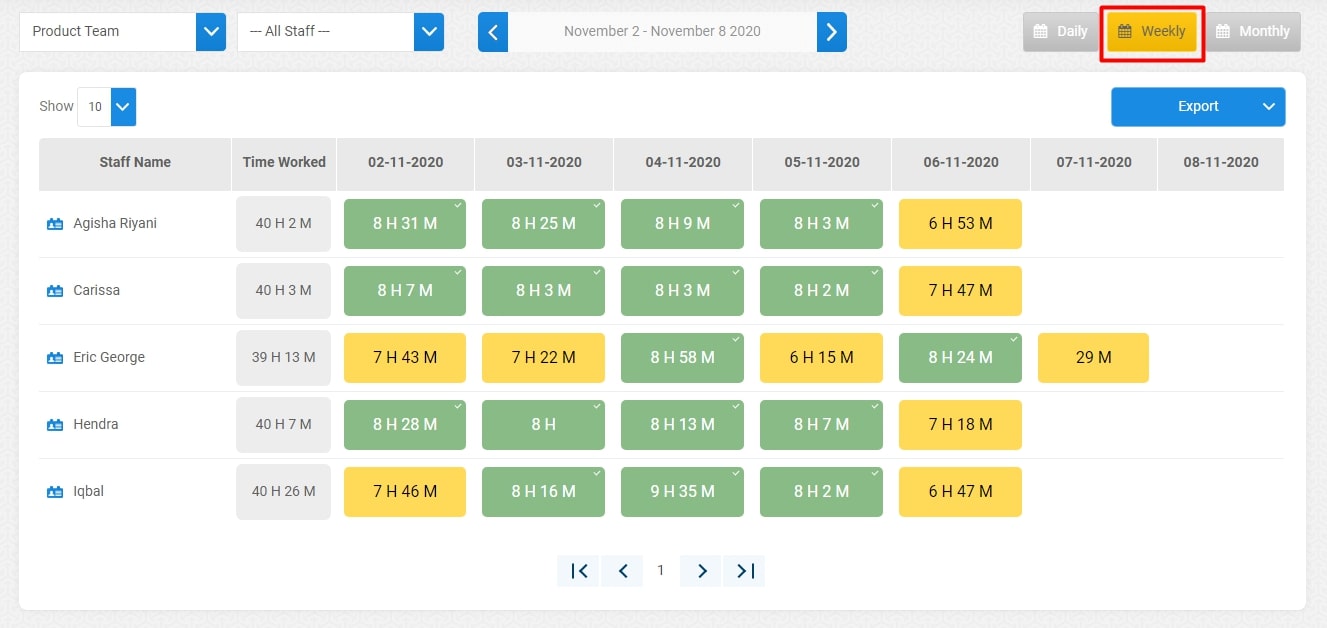 Product Team --- All Staff --- November 2 - November 8 2020 Daily Weekly Monthly
Show 10 Export
Staff Name Time Worked 02-11-2020 03-11-2020 04-11-2020 05-11-2020 06-11-2020 07-11-2020 08-11-2020
Agisha Riyani 40 H 2 M 8 H 31 M 8 H 25 M 8 H 9 M 8 H 3 M 6 H 53 M
Carissa 40 H 3 M 8 H 7 M 8 H 3 M 8 H 3 M 8 H 2 M 7 H 47 M
Eric George 39 H 13 M 7 H 43 M 7 H 22 M 8 H 58 M 6 H 15 M 8 H 24 M 29 M
Hendra 40 H 7 M 8 H 28 M 8 H 8 H 13 M 8 H 7 M 7 H 18 M
Iqbal 40 H 26 M 7 H 46 M 8 H 16 M 9 H 35 M 8 H 2 M 6 H 47 M
1